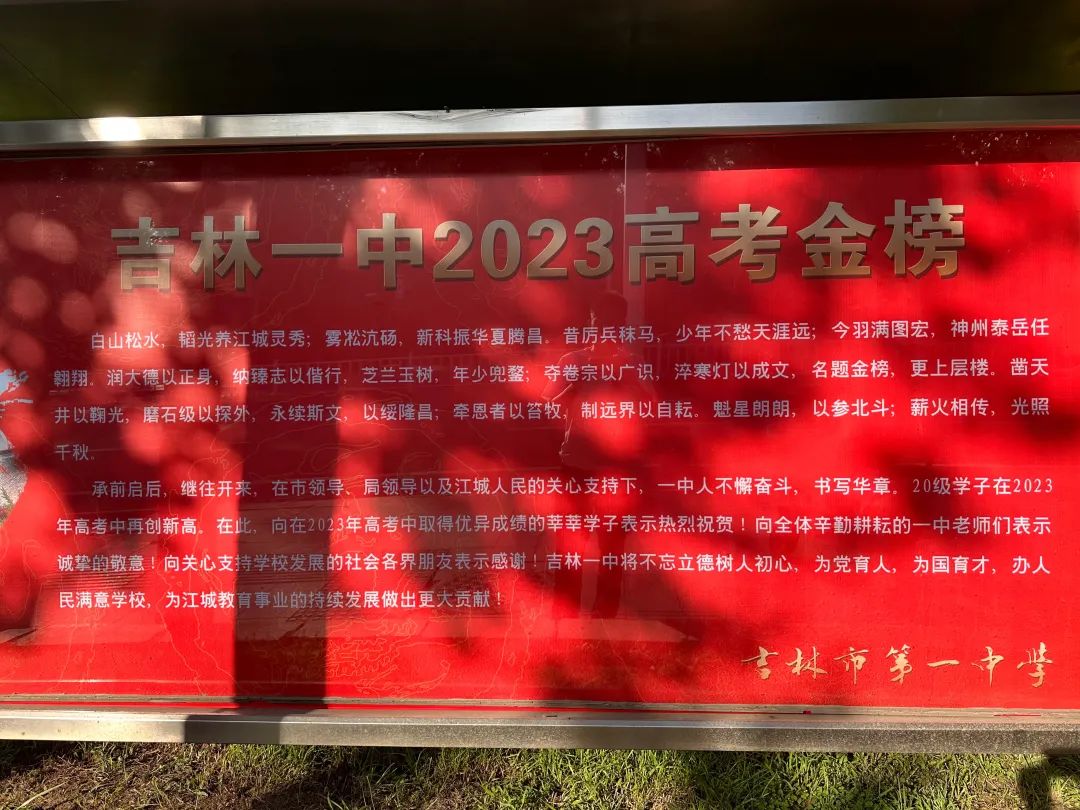 吉林一中2023高考金榜
白山松水，韬光养江城灵秀；雾凇沆砀，新科振华夏腾昌。昔厉兵秣马，少年不愁天涯远；今羽满图宏，神州泰岳任
翱翔。润大德以正身，纳臻志以偕行，芝兰玉树，年少兜鍪；夺卷宗以广识，淬寒灯以成文，名题金榜，更上层楼。凿天
井以鞠光，磨石级以探外，永续斯文，以绥隆昌；牵恩者以笞牧，制远界以自耘。魁星朗朗，以参北斗；薪火相传，光照
千秋。
承前启后，继往开来，在市领导、局领导以及江城人民的关心支持下，一中人不懈奋斗，书写华章。20级学子在2023
年高考中再创新高。在此，向在2023年高考中取得优异成绩的莘莘学子表示热烈祝贺！向全体辛勤耕耘的一中老师们表示
诚挚的敬意！向关心支持学校发展的社会各界朋友表示感谢！吉林一中将不忘立德树人初心，为党育人，为国育才，办人
民满意学校，为江城教育事业的持续发展做出更大贡献！
吉林市第一中学